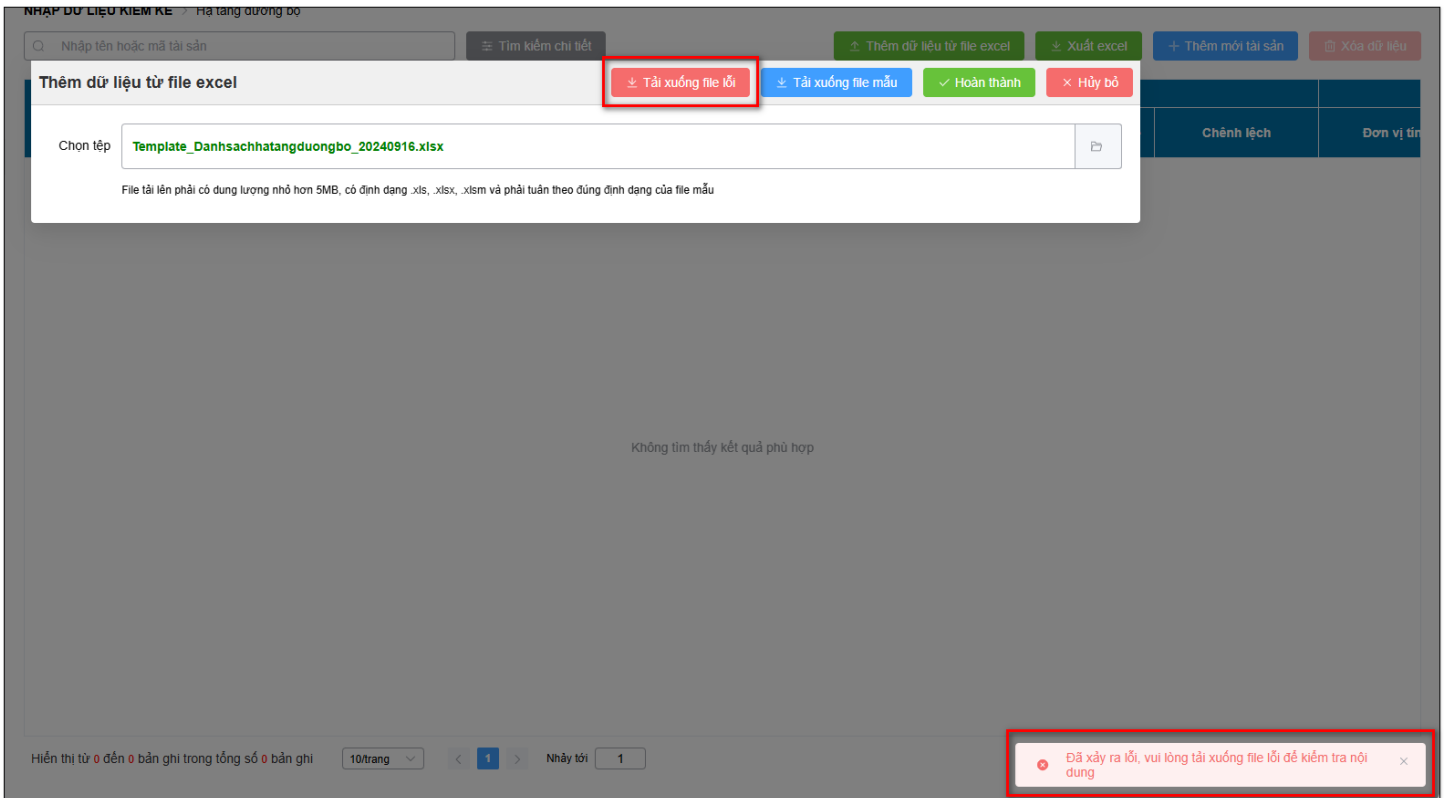 NHẬP DỮ LIỆU KIỂM KÊ > Hạ tầng đường bộ
Nhập tên hoặc mã tài sản
Tìm kiếm chi tiết
Thêm dữ liệu từ file excel
Xuất excel
Thêm mới tài sản
Xóa dữ liệu
Thêm dữ liệu từ file excel
Tải xuống file lỗi
Tải xuống file mẫu
Hoàn thành
Hủy bỏ
Chênh lệch
Đơn vị tín
Chọn tệp
Template_Danhsachhatangduongbo_20240916.xlsx
File tải lên phải có dung lượng nhỏ hơn 5MB, có định dạng .xls, .xlsx, .xlsm và phải tuân theo đúng định dạng của file mẫu
Không tìm thấy kết quả phù hợp
Hiển thị từ 0 đến 0 bản ghi trong tổng số 0 bản ghi
10/trang
1
Nhảy tới
1
Đã xảy ra lỗi, vui lòng tải xuống file lỗi để kiểm tra nội
dung